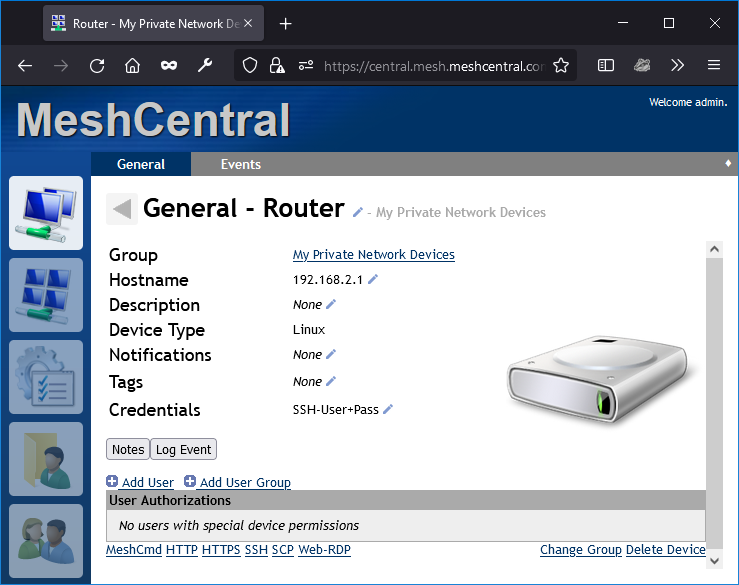 Router - My Private Network De
https://central.mesh.meshcentral.co
MeshCentral
Welcome admin.
General Events
General - Router - My Private Network Devices
Group My Private Network Devices
Hostname 192.168.2.1
Description None
Device Type Linux
Notifications None
Tags None
Credentials SSH-User+Pass
Notes Log Event
Add User Add User Group
User Authorizations
No users with special device permissions
MeshCmd HTTP HTTPS SSH SCP Web-RDP Change Group Delete Device